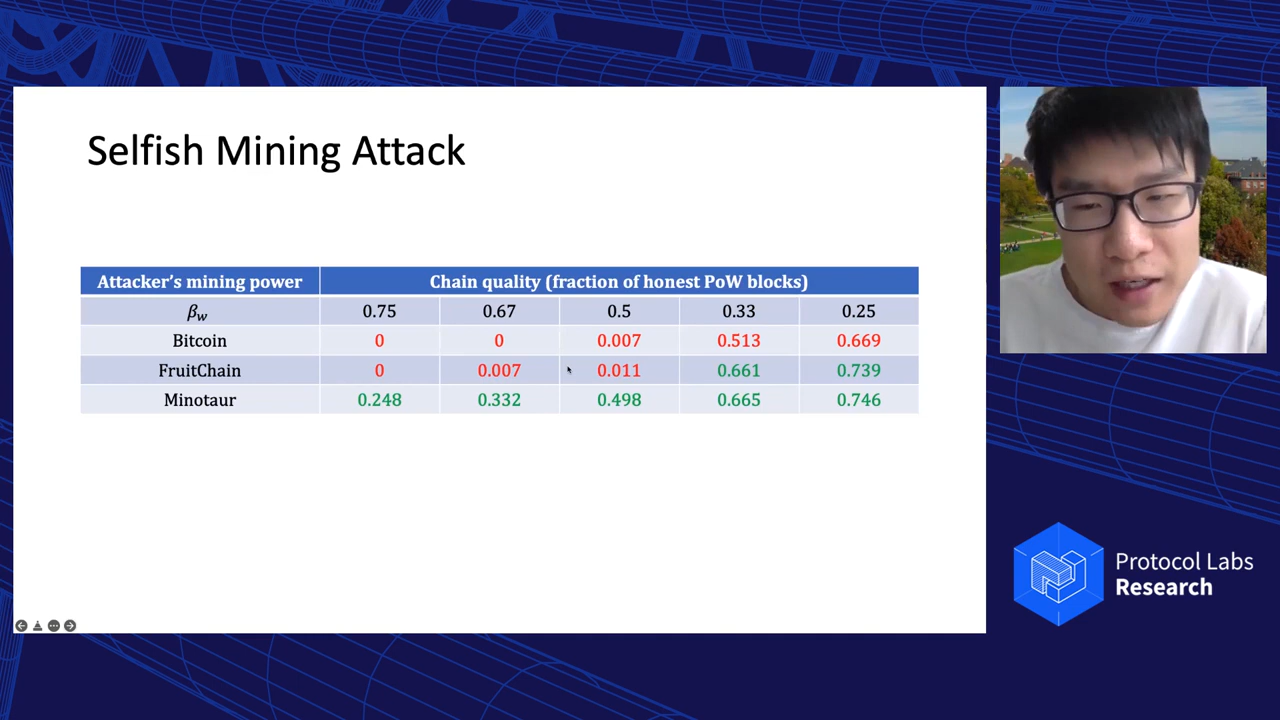 Selfish Mining Attack
Attacker's mining power Chain quality (fraction of honest PoW blocks)
βw 0.75 0.67 0.5 0.33 0.25
Bitcoin 0 0 0.007 0.513 0.669
FruitChain 0 0.007 0.011 0.661 0.739
Minotaur 0.248 0.332 0.498 0.665 0.746
Protocol Labs
Research